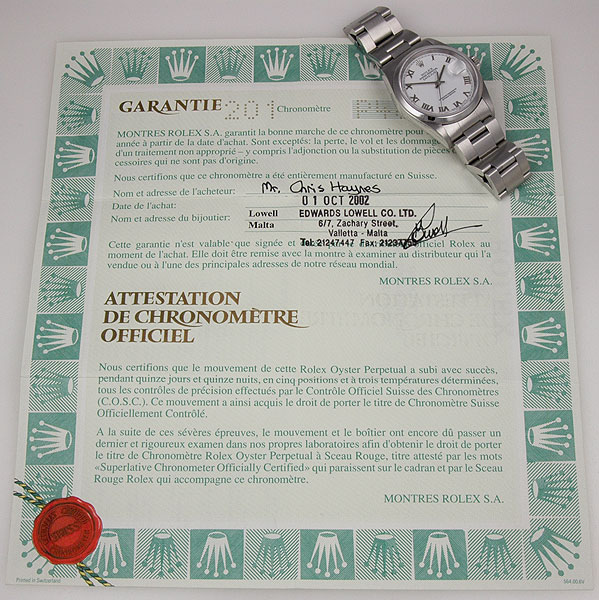 GARANTIE 201 Chronomètre
MONTRES ROLEX S.A. garantit la bonne marche de ce chronomètre pour
année à partir de la date d'achat. Sont exceptés: la perte, le vol et les dommag
d'un traitement non approprié – y compris l'adjonction ou la substitution de pièces
cessoires qui ne sont pas d'origine.
Nous certifions que ce chronomètre a été entièrement manufacturé en Suisse.
Nom et adresse de l'acheteur: Mr. Chris Haynes
Date de l'achat: 01 OCT 2002
Nom et adresse du bijoutier: Lowell EDWARDS LOWELL CO. LTD.
Malta 6/7, Zachary Street,
Valletta - Malta
Tel: 21247447 Fax:
Cette garantie n'est valable que signée et officiel Rolex au
moment de l'achat. Elle doit être remise avec la montre à examiner au distributeur qui l'a
vendue ou à l'une des principales adresses de notre réseau mondial.
MONTRES ROLEX S.A.
ATTESTATION
DE CHRONOMÈTRE
OFFICIEL
Nous certifions que le mouvement de cette Rolex Oyster Perpetual a subi avec succès,
pendant quinze jours et quinze nuits, en cinq positions et à trois températures déterminées,
tous les contrôles de précision effectués par le Contrôle Officiel Suisse des Chronomètres
(C.O.S.C.). Ce mouvement a ainsi acquis le droit de porter le titre de Chronomètre Suisse
Officiellement Contrôlé.
A la suite de ces sévères épreuves, le mouvement et le boîtier ont encore dû passer un
dernier et rigoureux examen dans nos propres laboratoires afin d'obtenir le droit de porter
le titre de Chronomètre Rolex Oyster Perpetual à Sceau Rouge, titre attesté par les mots
«Superlative Chronometer Officially Certified» qui paraissent sur le cadran et par le Sceau
Rouge Rolex qui accompagne ce chronomètre.
MONTRES ROLEX S.A.
Printed in Switzerland
564.00.6V